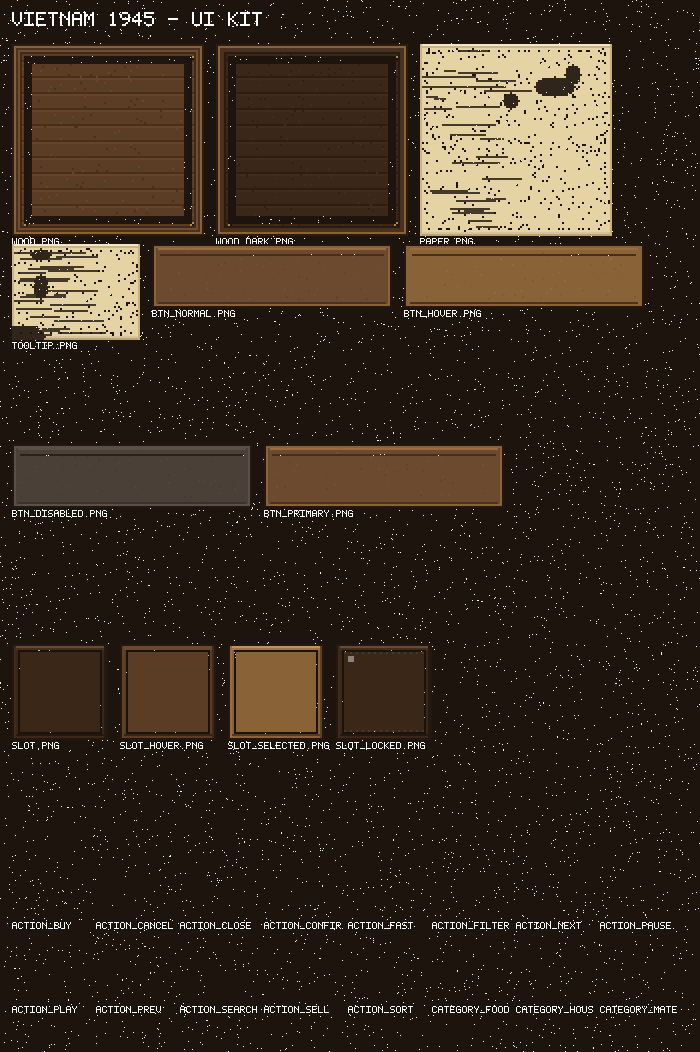 VIETNAM 1945 - UI KIT
WOOD.PNG WOOD_DARK.PNG PAPER.PNG
BTN_NORMAL.PNG BTN_HOVER.PNG
TOOLTIP.PNG
BTN_DISABLED.PNG BTN_PRIMARY.PNG
SLOT.PNG SLOT_HOVER.PNG SLOT_SELECTED.PNG SLOT_LOCKED.PNG
ACTION_BUY ACTION_CANCEL ACTION_CLOSE ACTION_CONFIR ACTION_FAST ACTION_FILTER ACTION_NEXT ACTION_PAUSE
ACTION_PLAY ACTION_PREV ACTION_SEARCH ACTION_SELL ACTION_SORT CATEGORY_FOOD CATEGORY_HOUS CATEGORY_MATE